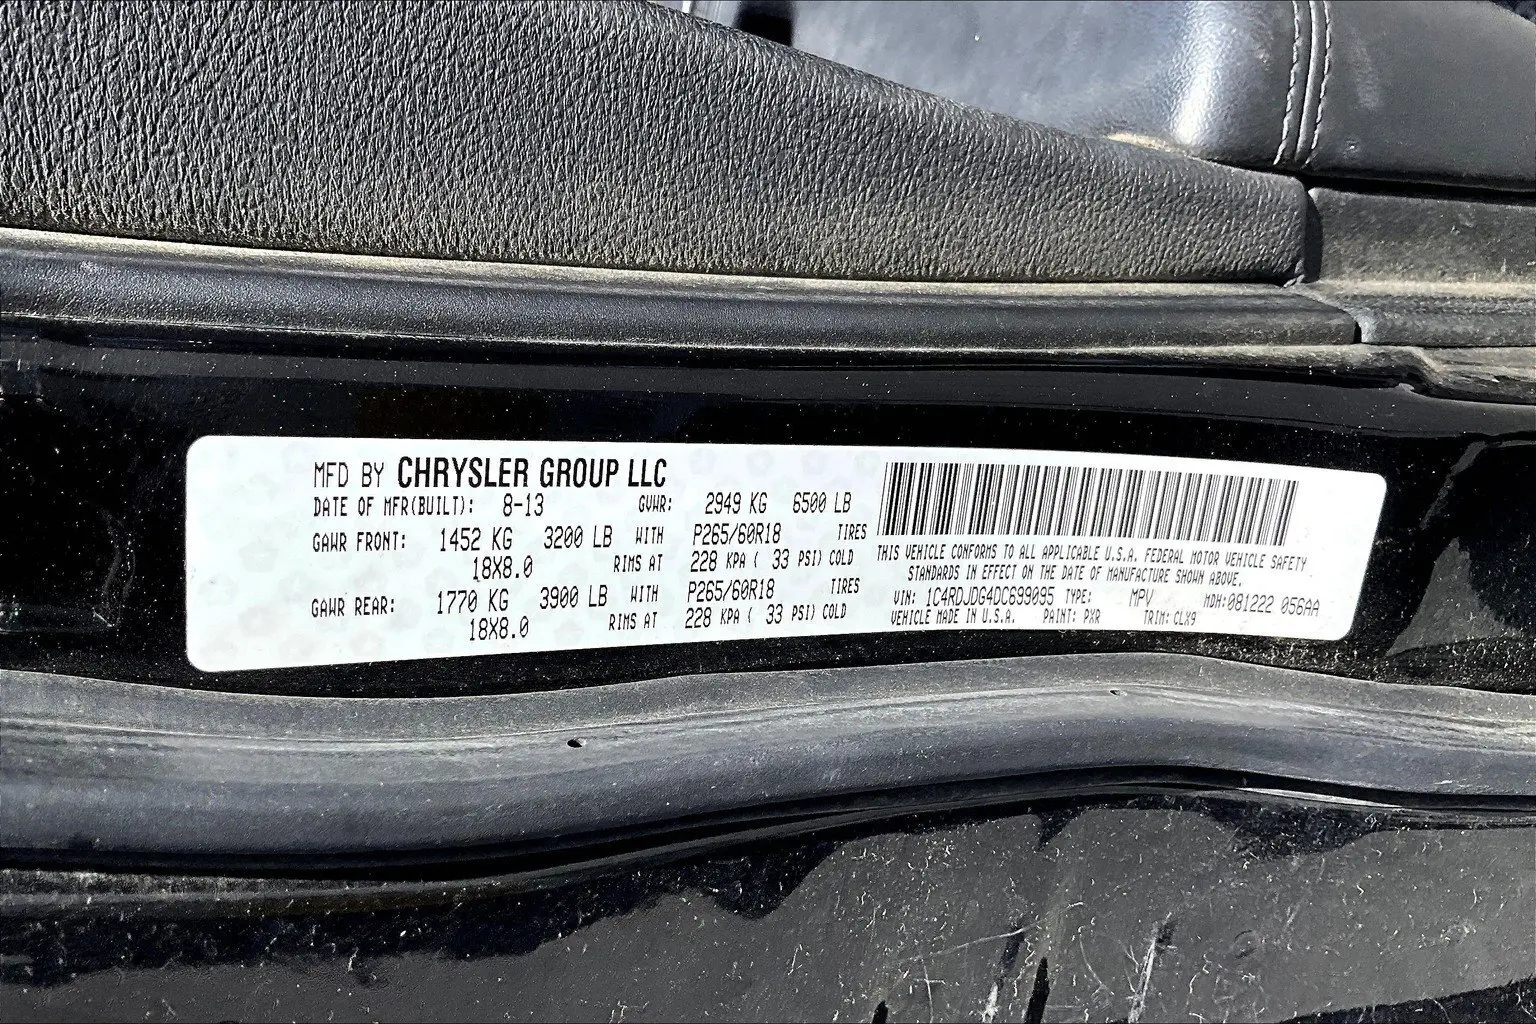 MFD BY CHRYSLER GROUP LLC
DATE OF MFR(BUILT): 8-13 GVWR: 2949 KG 6500 LB
GAWR FRONT: 1452 KG 3200 LB WITH P265/60R18 TIRES
18X8.0 RIMS AT 228 KPA ( 33 PSI) COLD
GAWR REAR: 1770 KG 3900 LB WITH P265/60R18 TIRES
18X8.0 RIMS AT 228 KPA ( 33 PSI) COLD
THIS VEHICLE CONFORMS TO ALL APPLICABLE U.S.A. FEDERAL MOTOR VEHICLE SAFETY
STANDARDS IN EFFECT ON THE DATE OF MANUFACTURE SHOWN ABOVE.
VIN: 1C4RDJDG4DC699095 TYPE: MPV MDH:081222 056AA
VEHICLE MADE IN U.S.A. PAINT: PXR TRIM: CLX9